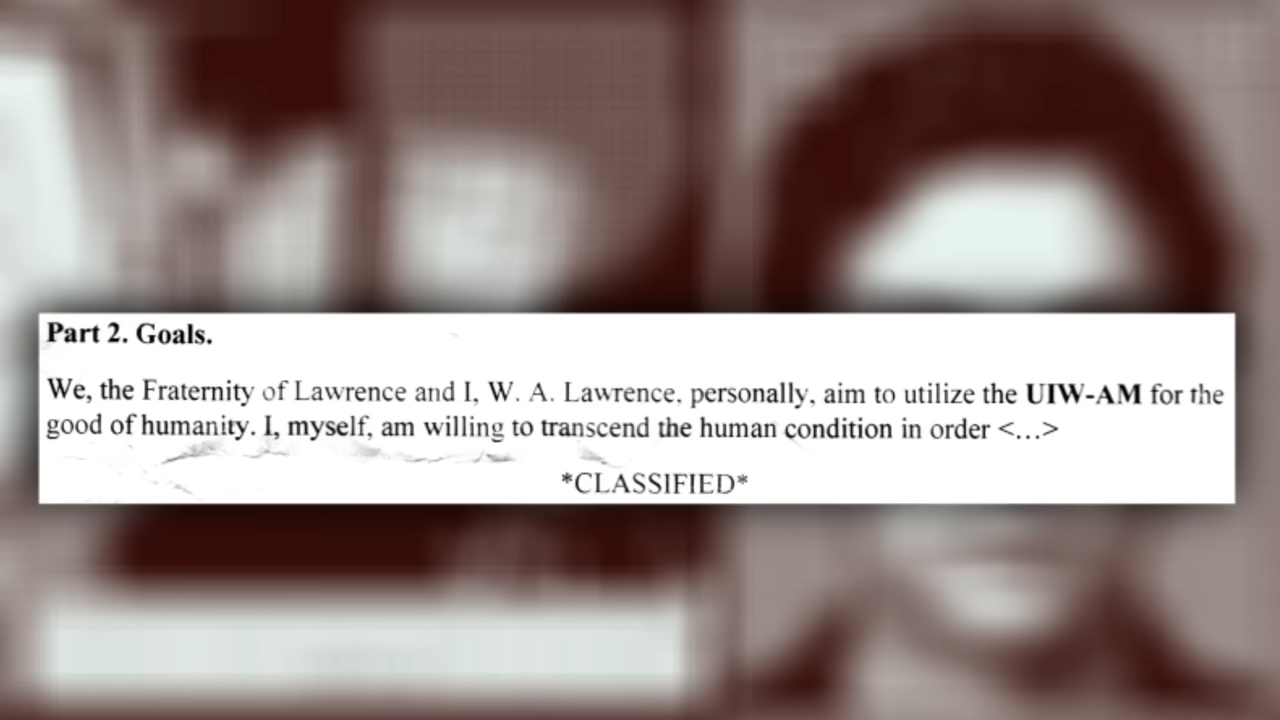 Part 2. Goals.
We, the Fraternity of Lawrence and I, W. A. Lawrence, personally, aim to utilize the UIW-AM for the
good of humanity. I, myself, am willing to transcend the human condition in order <...>
*CLASSIFIED*